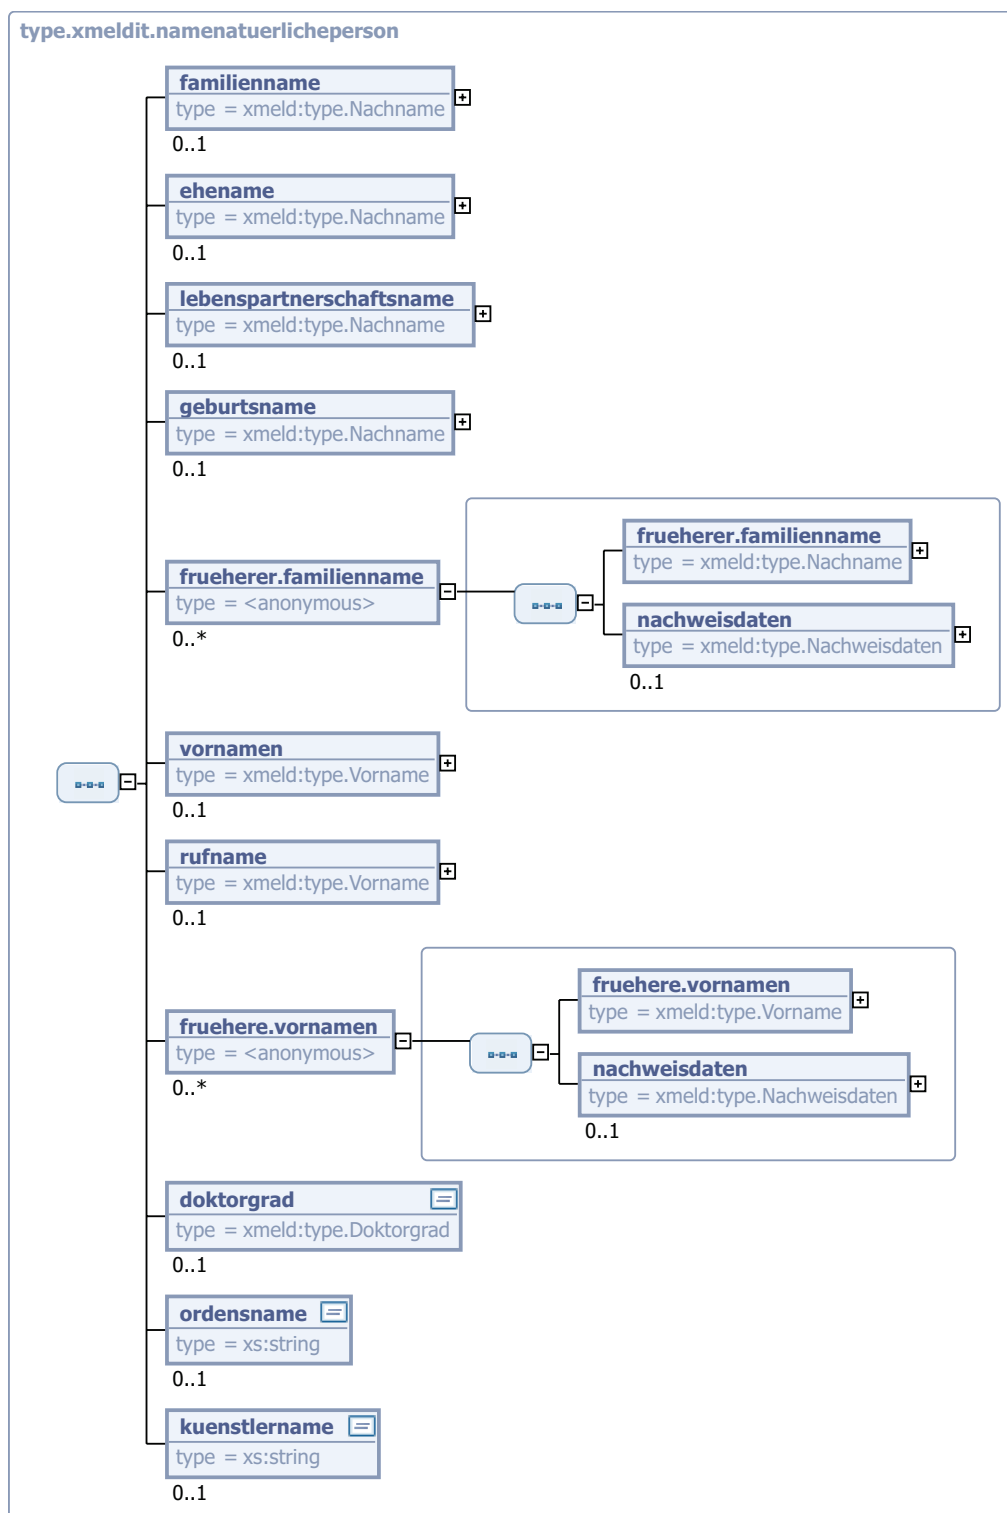 type.xmeldit.namenatuerlicheperson
familienname
type = xmeld:type.Nachname
0..1
ehename
type = xmeld:type.Nachname
0..1
lebenspartnerschaftsname
type = xmeld:type.Nachname
0..1
geburtsname
type = xmeld:type.Nachname
0..1
frueherer.familienname
type = <anonymous>
0..*
frueherer.familienname
type = xmeld:type.Nachname
nachweisdaten
type = xmeld:type.Nachweisdaten
0..1
vornamen
type = xmeld:type.Vorname
0..1
rufname
type = xmeld:type.Vorname
0..1
fruehere.vornamen
type = <anonymous>
0..*
fruehere.vornamen
type = xmeld:type.Vorname
nachweisdaten
type = xmeld:type.Nachweisdaten
0..1
doktorgrad
type = xmeld:type.Doktorgrad
0..1
ordensname
type = xs:string
0..1
kuenstlername
type = xs:string
0..1